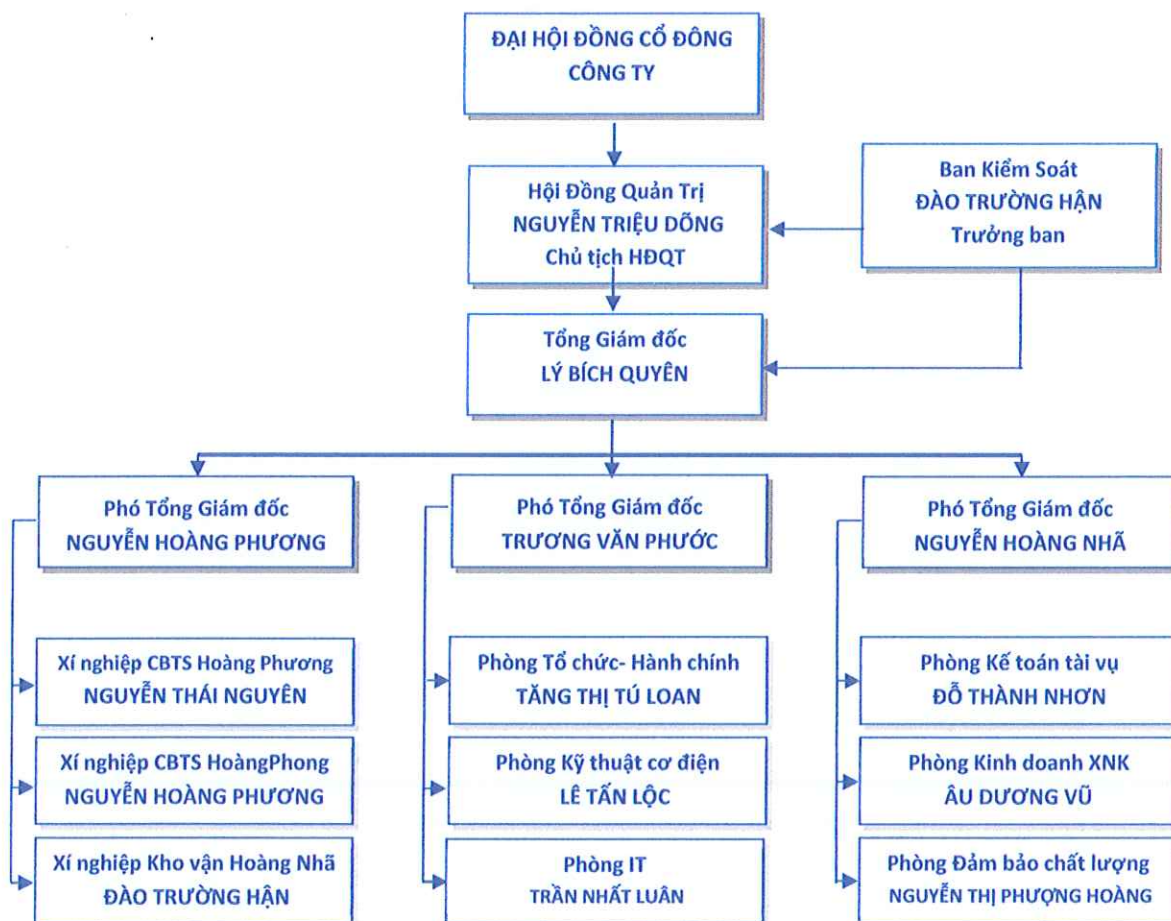 ĐẠI HỘI ĐỒNG CỔ ĐÔNG
CÔNG TY
Hội Đồng Quản Trị
NGUYỄN TRIỆU DÕNG
Chủ tịch HĐQT
Ban Kiểm Soát
ĐÀO TRƯỜNG HẬN
Trưởng ban
Tổng Giám đốc
LÝ BÍCH QUYÊN
Phó Tổng Giám đốc
NGUYỄN HOÀNG PHƯƠNG
Phó Tổng Giám đốc
TRƯƠNG VĂN PHƯỚC
Phó Tổng Giám đốc
NGUYỄN HOÀNG NHÃ
Xí nghiệp CBTS Hoàng Phương
NGUYỄN THÁI NGUYÊN
Phòng Tổ chức- Hành chính
TĂNG THỊ TÚ LOAN
Phòng Kế toán tài vụ
ĐỖ THÀNH NHƠN
Xí nghiệp CBTS HoàngPhong
NGUYỄN HOÀNG PHƯƠNG
Phòng Kỹ thuật cơ điện
LÊ TẤN LỘC
Phòng Kinh doanh XNK
ÂU DƯƠNG VŨ
Xí nghiệp Kho vận Hoàng Nhã
ĐÀO TRƯỜNG HẬN
Phòng IT
TRẦN NHẤT LUÂN
Phòng Đảm bảo chất lượng
NGUYỄN THỊ PHƯỢNG HOÀNG